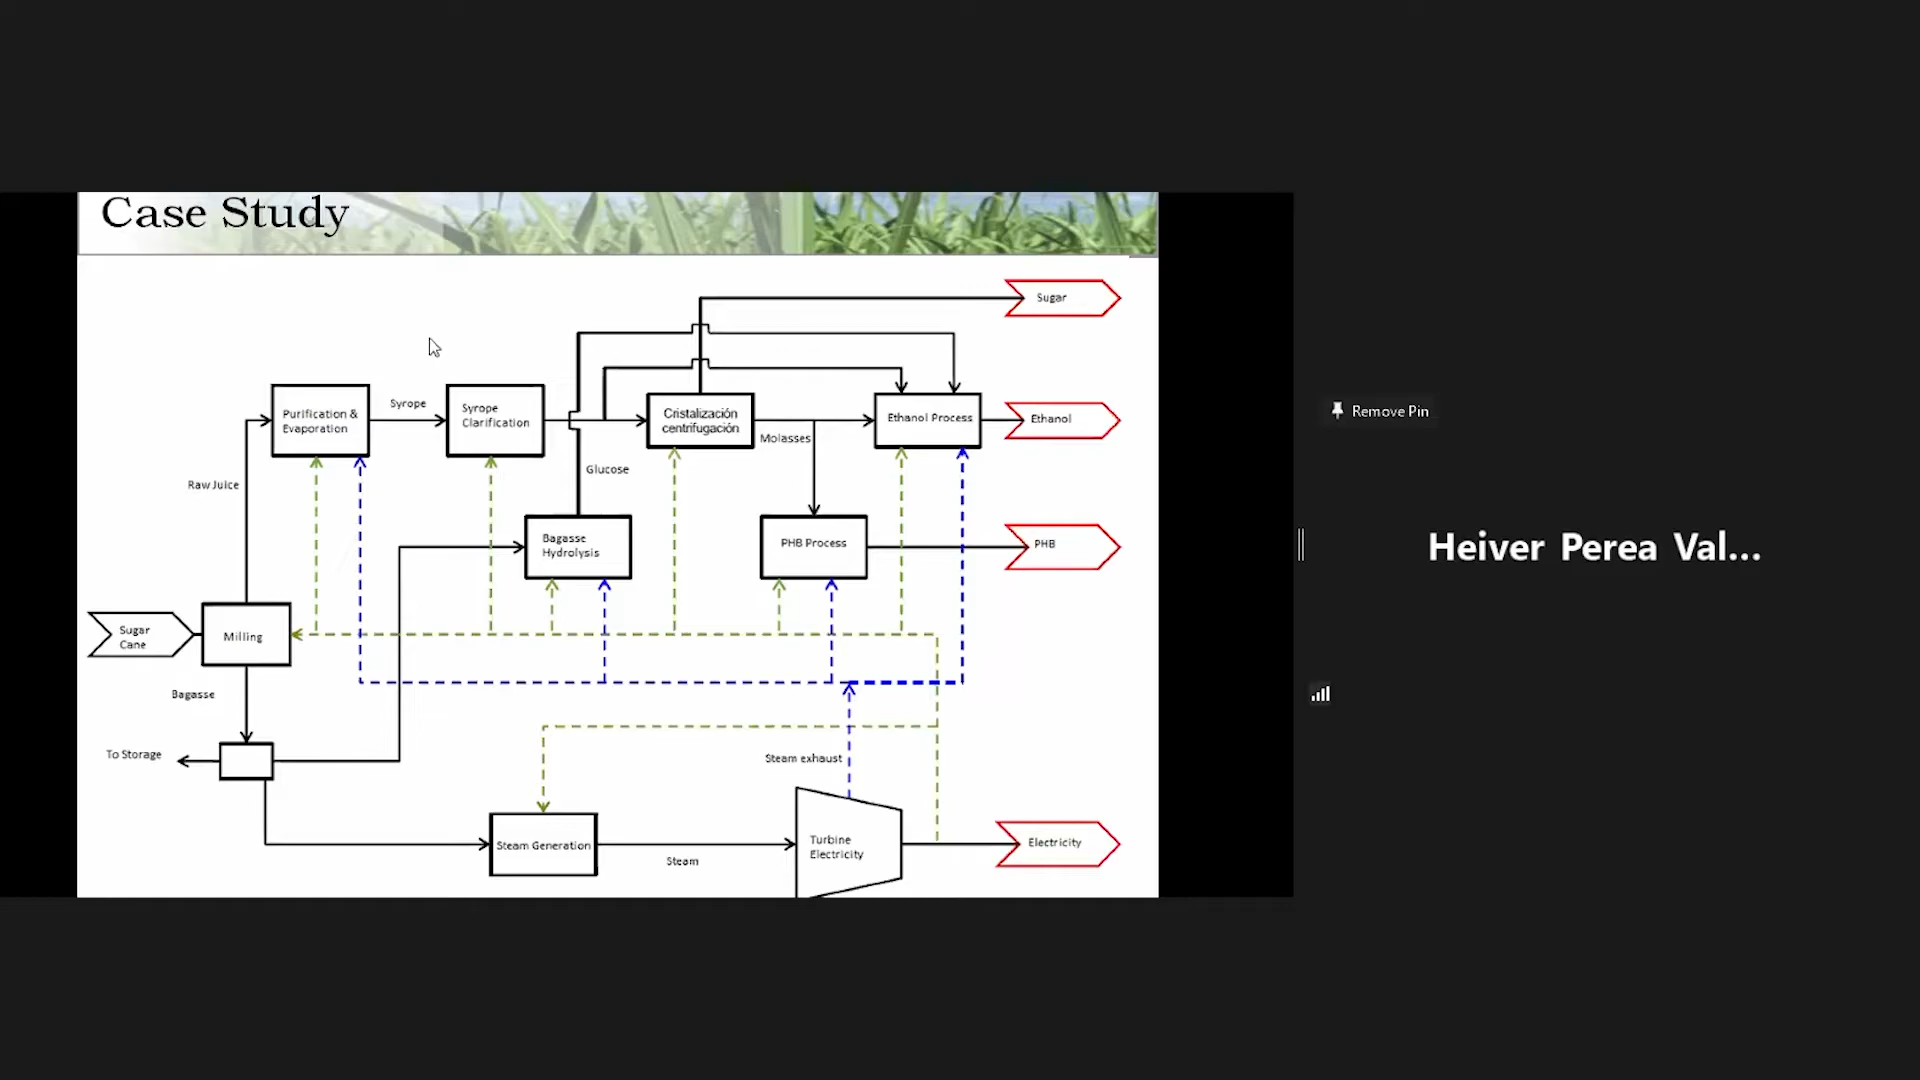 Case Study
Sugar
Purification &
Evaporation
Syrope
Syrope
Clarification
Cristalización
centrifugación
Molasses
Ethanol Process
Ethanol
Remove Pin
Raw Juice
Glucose
Bagasse
Hydrolysis
PHB Process
PHB
Heiver Perea Val...
Sugar
Cane
Milling
Bagasse
To Storage
Steam exhaust
Steam Generation
Steam
Turbine
Electricity
Electricity